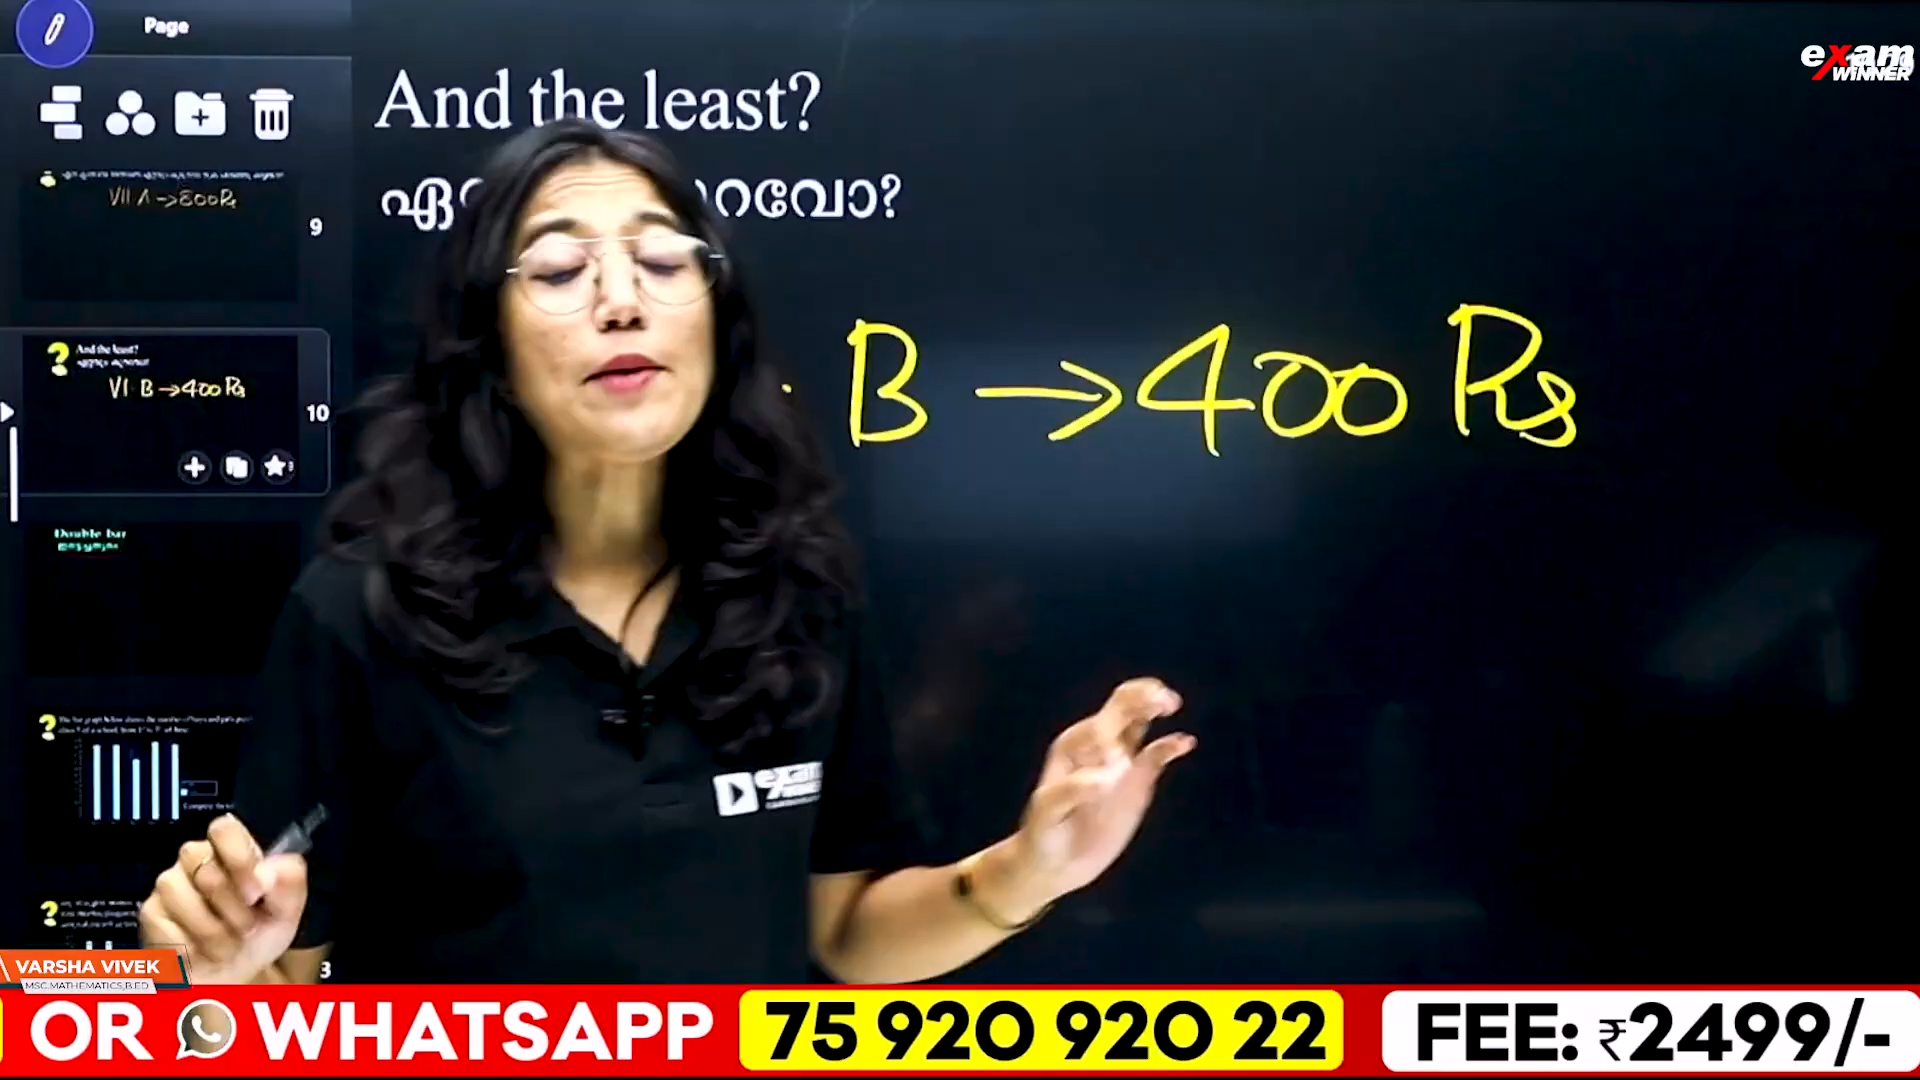 Page
And the least?
റവോ?
B → 400 Rs
exam
WINNER
VII A → 800 Rs
9
And the least?
VI B → 400 Rs
10
Double bar
3
exam
VARSHA VIVEK
MSC.MATHEMATICS,B.ED
OR WHATSAPP 75 920 920 22 FEE: ₹2499/-